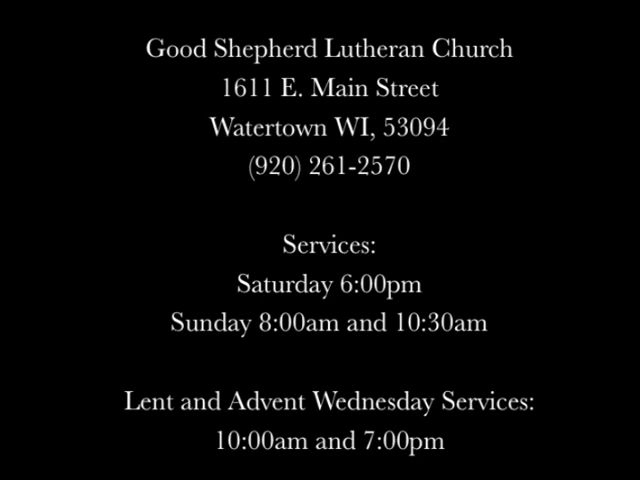 Good Shepherd Lutheran Church
1611 E. Main Street
Watertown WI, 53094
(920) 261-2570
Services:
Saturday 6:00pm
Sunday 8:00am and 10:30am
Lent and Advent Wednesday Services:
10:00am and 7:00pm